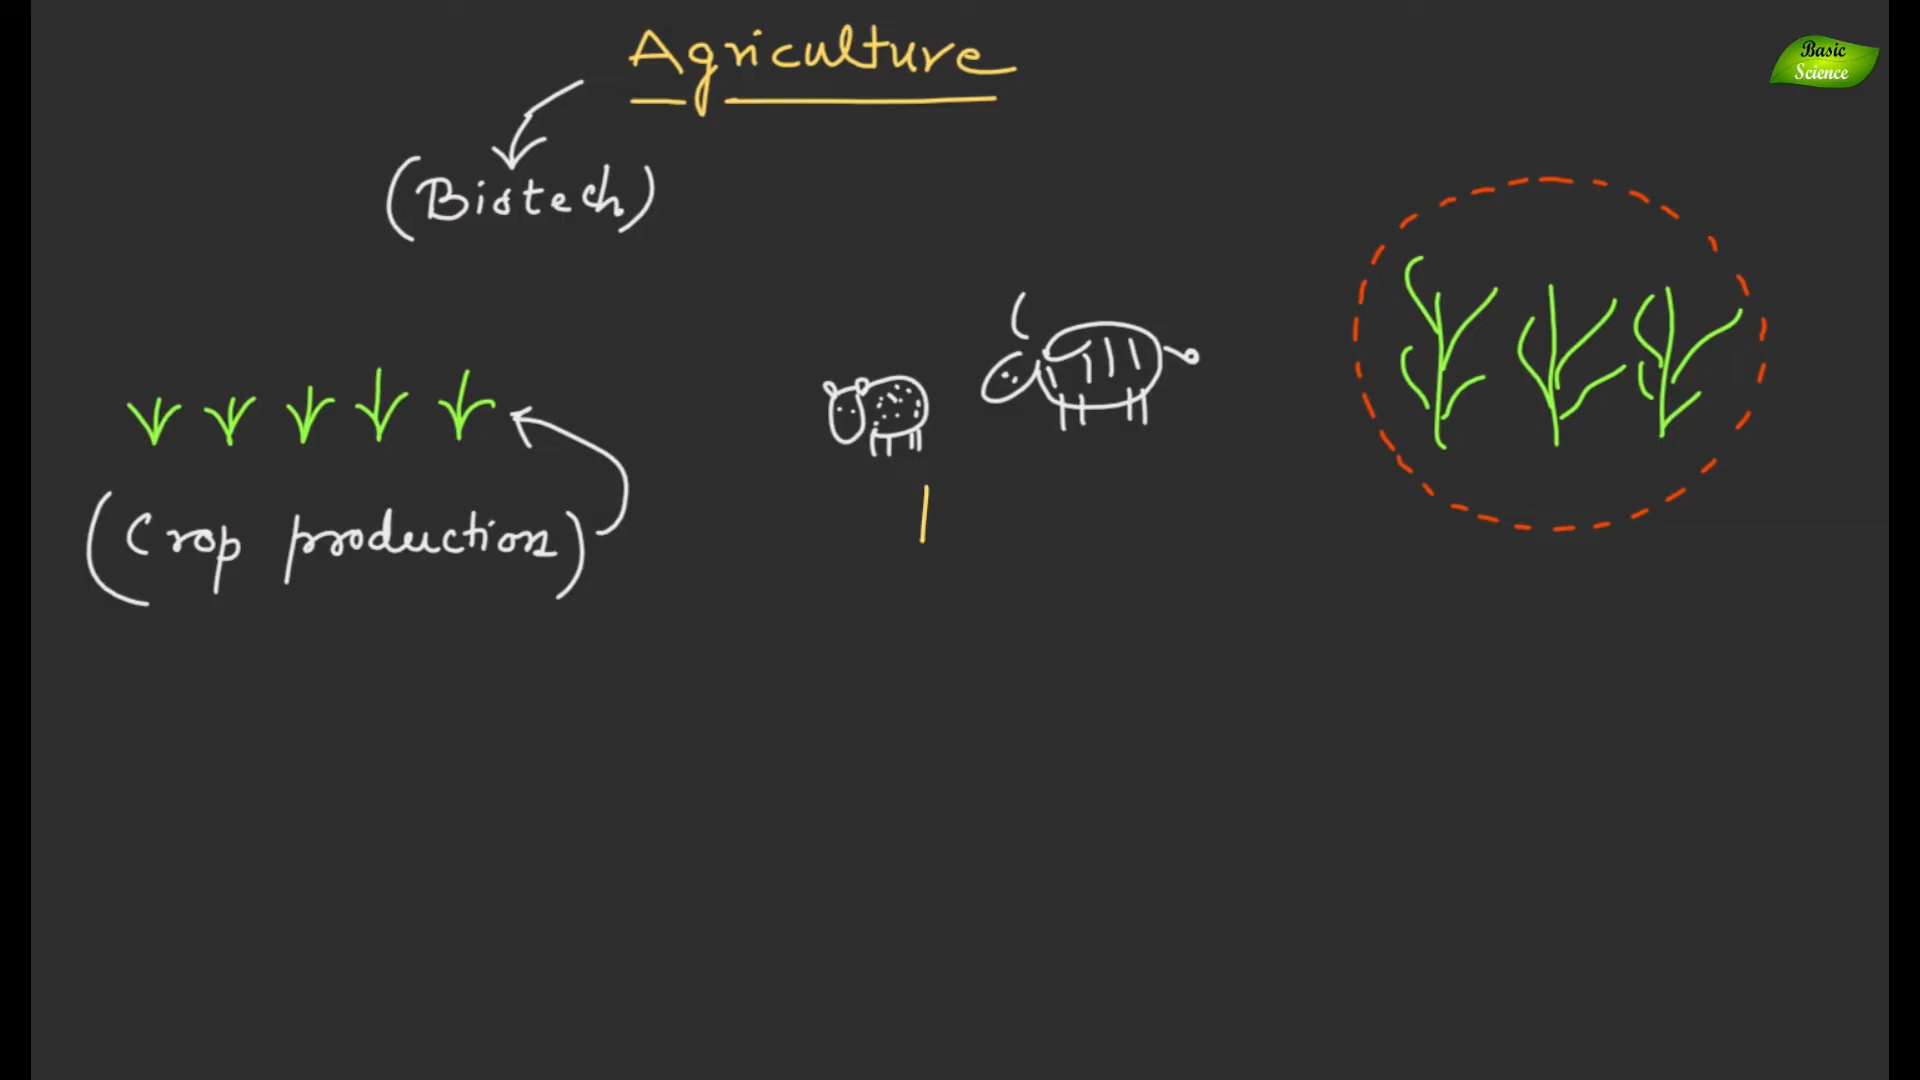 Agriculture
Basic
Science
(Biotech)
(Crop production)